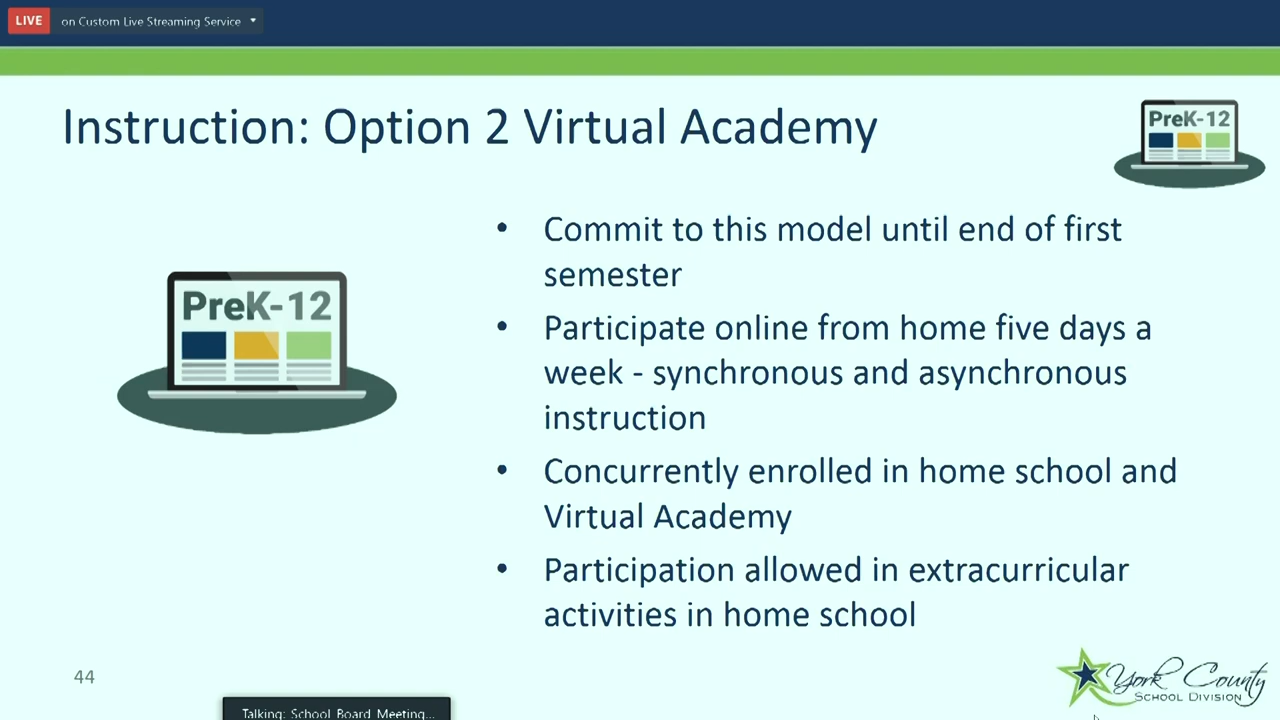 LIVE on Custom Live Streaming Service
Instruction: Option 2 Virtual Academy
PreK-12
PreK-12
• Commit to this model until end of first
semester
• Participate online from home five days a
week - synchronous and asynchronous
instruction
• Concurrently enrolled in home school and
Virtual Academy
• Participation allowed in extracurricular
activities in home school
44
York County
SCHOOL DIVISION
Talking: School Board Meeting...